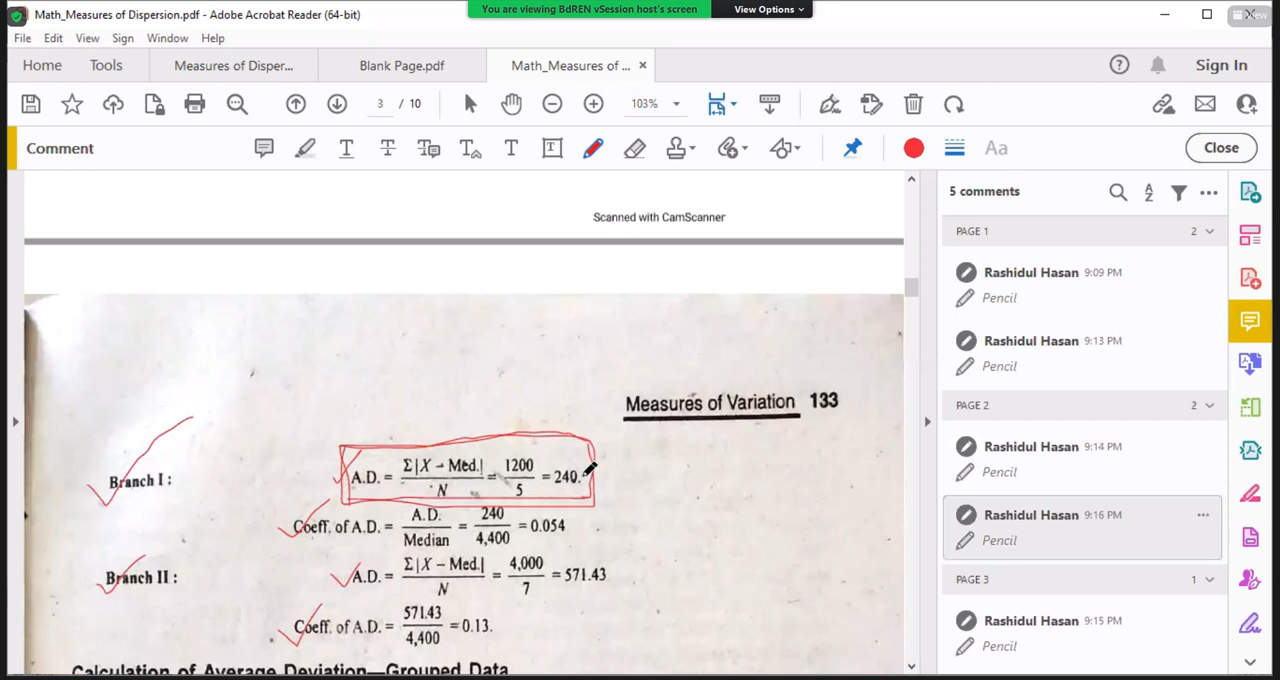 Math_Measures of Dispersion.pdf - Adobe Acrobat Reader (64-bit)
You are viewing BdREN vSession host's screen
View Options
View
File Edit View Sign Window Help
Home Tools Measures of Disper... Blank Page.pdf Math_Measures of ... Sign In
3 / 10 103%
Comment Aa Close
5 comments
Scanned with CamScanner
PAGE 1 2
Rashidul Hasan 9:09 PM
Pencil
Rashidul Hasan 9:13 PM
Pencil
PAGE 2 2
Rashidul Hasan 9:14 PM
Pencil
Rashidul Hasan 9:16 PM
Pencil
PAGE 3 1
Rashidul Hasan 9:15 PM
Pencil
Measures of Variation 133
Branch I : A.D. = Σ|X - Med.| / N = 1200 / 5 = 240.
Coeff. of A.D. = A.D. / Median = 240 / 4,400 = 0.054
Branch II : A.D. = Σ|X - Med.| / N = 4,000 / 7 = 571.43
Coeff. of A.D. = 571.43 / 4,400 = 0.13.
Calculation of Average Deviation—Grouped Data